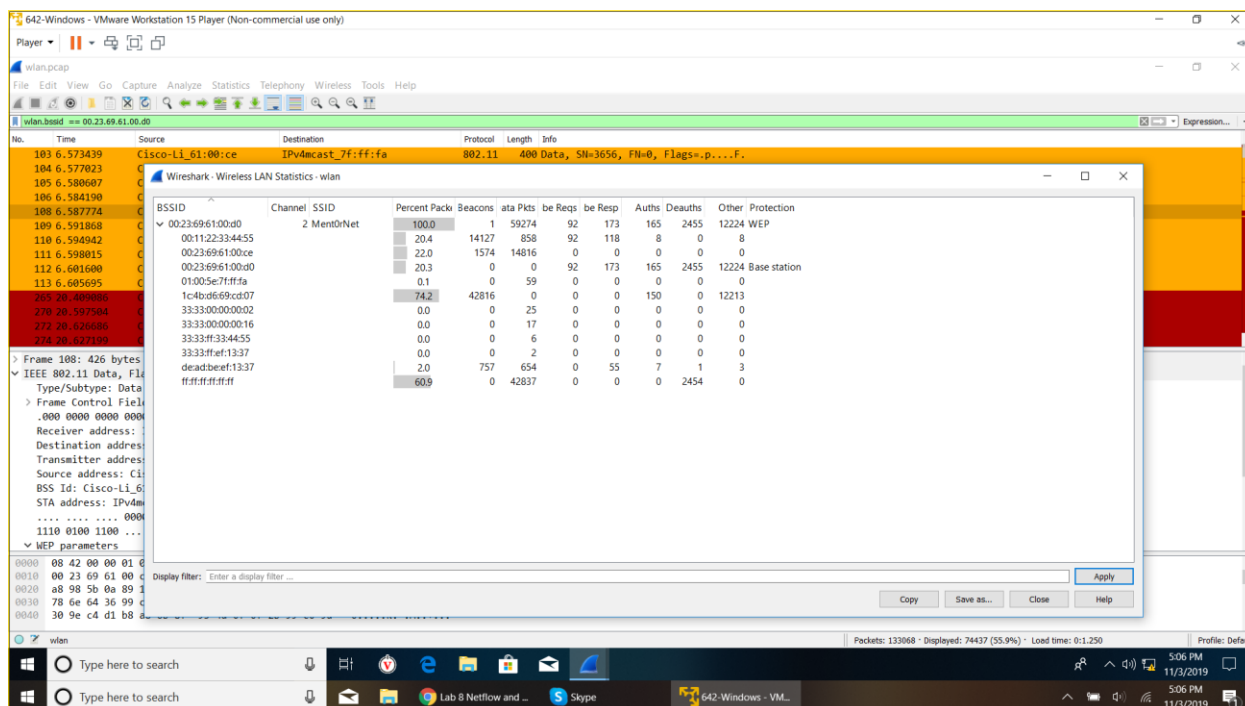 642-Windows - VMware Workstation 15 Player (Non-commercial use only)
Player
wlan.pcap
File Edit View Go Capture Analyze Statistics Telephony Wireless Tools Help
wlan.bssid == 00.23.69.61.00.d0
Expression...
No. Time Source Destination Protocol Length Info
103 6.573439 Cisco-Li_61:00:ce IPv4mcast_7f:ff:fa 802.11 400 Data, SN=3656, FN=0, Flags=.p....F.
104 6.577023
105 6.580607
106 6.584190
108 6.587774
109 6.591868
110 6.594942
111 6.598015
112 6.601600
113 6.605695
265 20.409086
270 20.597504
272 20.626686
274 20.627199
Wireshark · Wireless LAN Statistics · wlan
BSSID Channel SSID Percent Packe Beacons ata Pkts be Reqs be Resp Auths Deauths Other Protection
00:23:69:61:00:d0 2 Ment0rNet 100.0 1 59274 92 173 165 2455 12224 WEP
00:11:22:33:44:55 20.4 14127 858 92 118 8 0 8
00:23:69:61:00:ce 22.0 1574 14816 0 0 0 0 0
00:23:69:61:00:d0 20.3 0 0 92 173 165 2455 12224 Base station
01:00:5e:7f:ff:fa 0.1 0 59 0 0 0 0 0
1c:4b:d6:69:cd:07 74.2 42816 0 0 0 150 0 12213
33:33:00:00:00:02 0.0 0 25 0 0 0 0 0
33:33:00:00:00:16 0.0 0 17 0 0 0 0 0
33:33:ff:33:44:55 0.0 0 6 0 0 0 0 0
33:33:ff:ef:13:37 0.0 0 2 0 0 0 0 0
de:ad:be:ef:13:37 2.0 757 654 0 55 7 1 3
ff:ff:ff:ff:ff:ff 60.9 0 42837 0 0 0 2454 0
Frame 108: 426 bytes
IEEE 802.11 Data, Fla
Type/Subtype: Data
Frame Control Fiel
.000 0000 0000 000
Receiver address:
Destination addres
Transmitter addres
Source address: Ci
BSS Id: Cisco-Li_6
STA address: IPv4m
.... .... .... 000
1110 0100 1100 ...
WEP parameters
0000 08 42 00 00 01 0
0010 00 23 69 61 00
0020 a8 98 5b 0a 89 1
0030 78 6e 64 36 99
0040 30 9e c4 d1 b8
Display filter: Enter a display filter ...
Apply
Copy Save as... Close Help
wlan
Packets: 133068 · Displayed: 74437 (55.9%) · Load time: 0:1.250
Profile: Defa
Type here to search
5:06 PM
11/3/2019
Type here to search
Lab 8 Netflow and ...
Skype
642-Windows - VM...
5:06 PM
11/3/2019